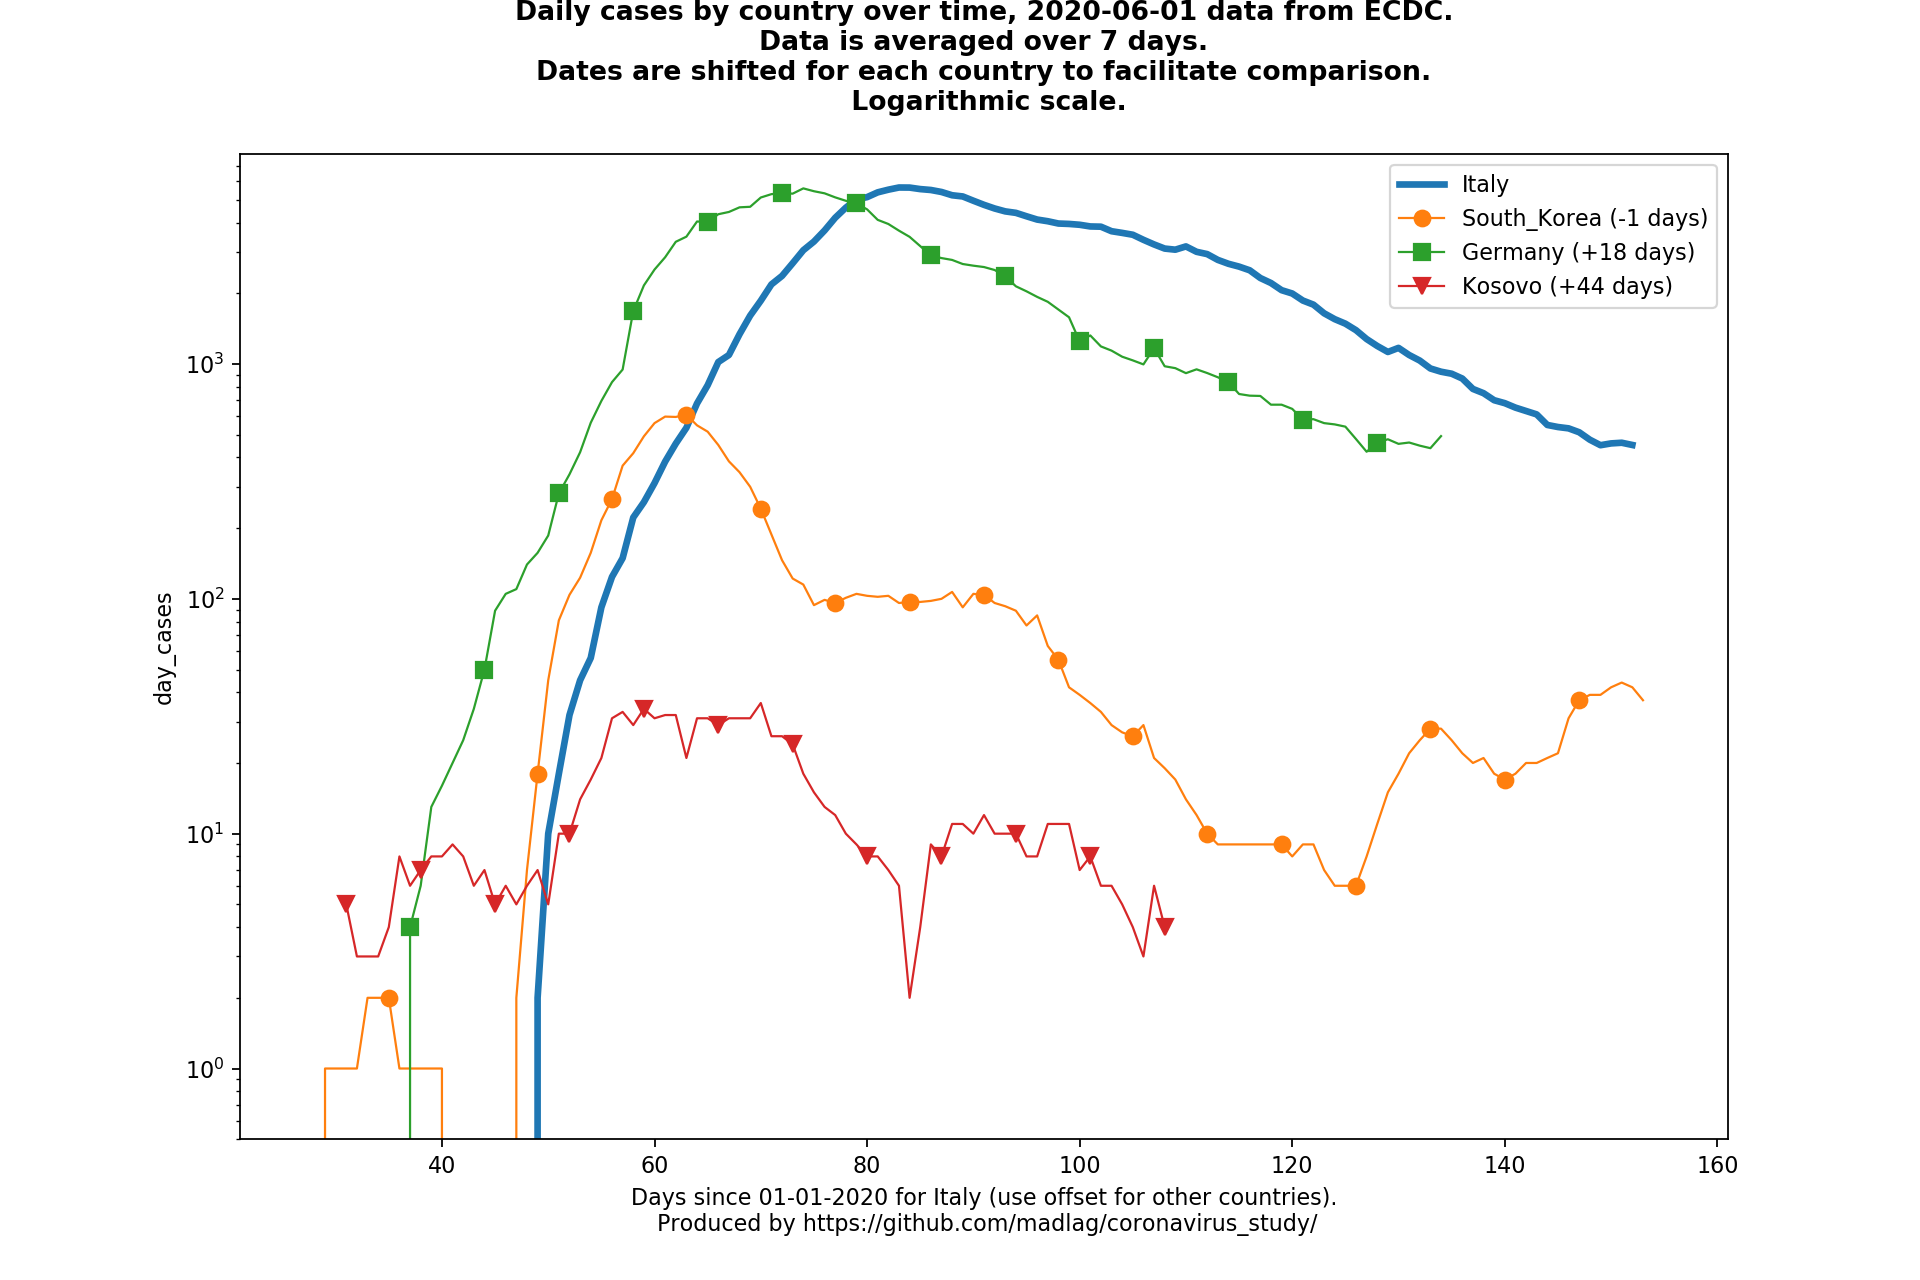 Daily cases by country over time, 2020-06-01 data from ECDC.
Data is averaged over 7 days.
Dates are shifted for each country to facilitate comparison.
Logarithmic scale.
Italy
South_Korea (-1 days)
Germany (+18 days)
Kosovo (+44 days)
10³
10²
10¹
10⁰
day_cases
40 60 80 100 120 140 160
Days since 01-01-2020 for Italy (use offset for other countries).
Produced by https://github.com/madlag/coronavirus_study/